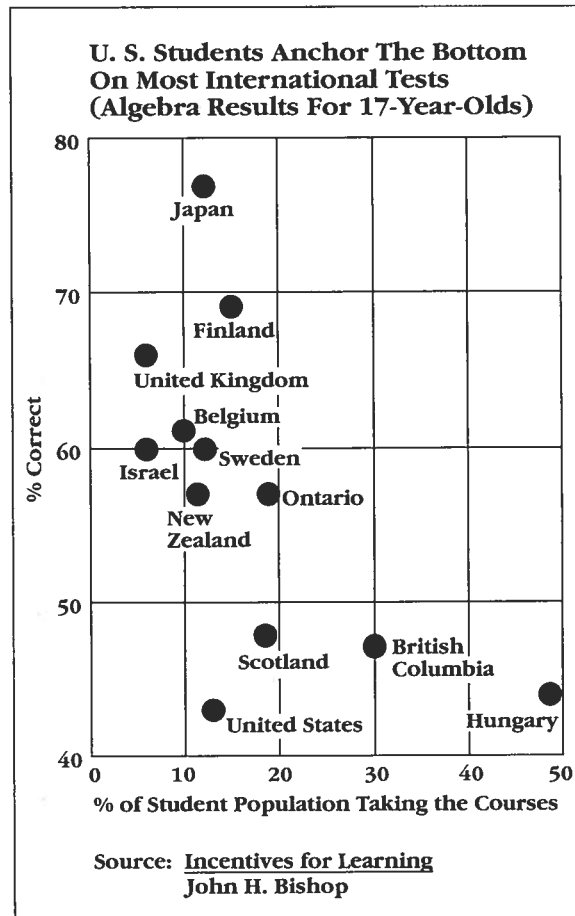 U. S. Students Anchor The Bottom
On Most International Tests
(Algebra Results For 17-Year-Olds)
80
Japan
70
Finland
United Kingdom
Belgium
60
Israel
Sweden
% Correct
New
Zealand
Ontario
50
Scotland
British
Columbia
United States
Hungary
40
0 10 20 30 40 50
% of Student Population Taking the Courses
Source: Incentives for Learning
John H. Bishop